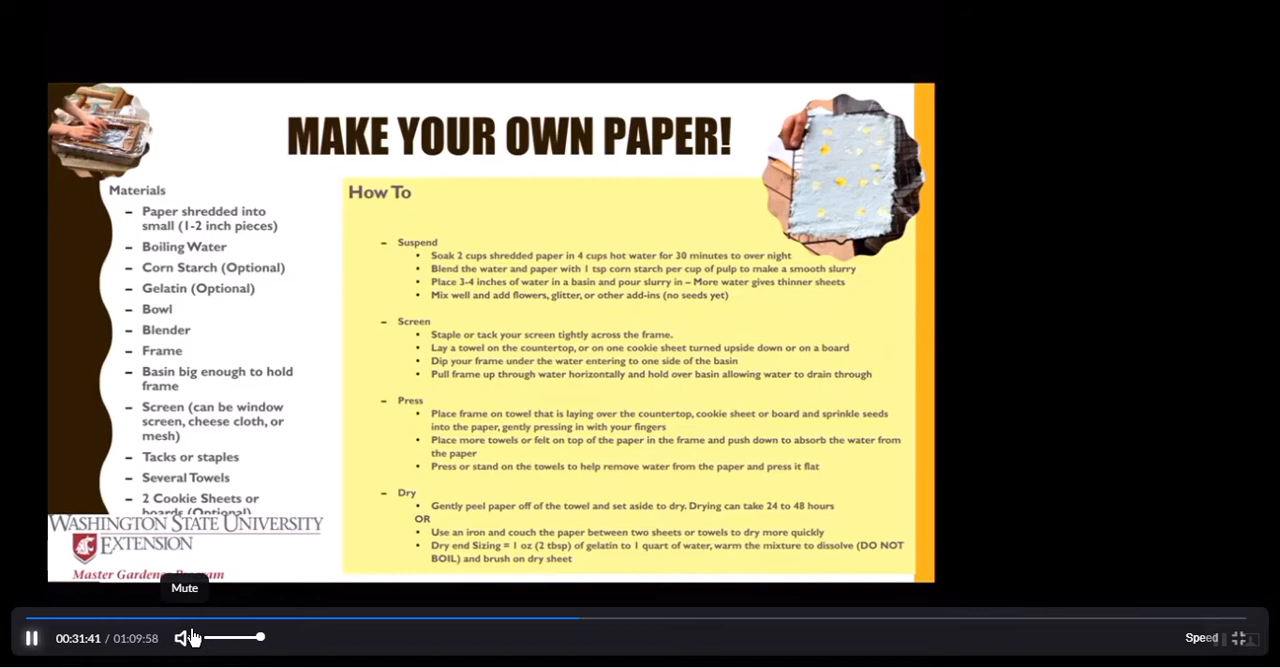 MAKE YOUR OWN PAPER!
Materials
– Paper shredded into
small (1-2 inch pieces)
– Boiling Water
– Corn Starch (Optional)
– Gelatin (Optional)
– Bowl
– Blender
– Frame
– Basin big enough to hold
frame
– Screen (can be window
screen, cheese cloth, or
mesh)
– Tacks or staples
– Several Towels
– 2 Cookie Sheets or
boards (Optional)
WASHINGTON STATE UNIVERSITY
EXTENSION
Master Gardener Program
How To
– Suspend
• Soak 2 cups shredded paper in 4 cups hot water for 30 minutes to over night
• Blend the water and paper with 1 tsp corn starch per cup of pulp to make a smooth slurry
• Place 3-4 inches of water in a basin and pour slurry in – More water gives thinner sheets
• Mix well and add flowers, glitter, or other add-ins (no seeds yet)
– Screen
• Staple or tack your screen tightly across the frame.
• Lay a towel on the countertop, or on one cookie sheet turned upside down or on a board
• Dip your frame under the water entering to one side of the basin
• Pull frame up through water horizontally and hold over basin allowing water to drain through
– Press
• Place frame on towel that is laying over the countertop, cookie sheet or board and sprinkle seeds
into the paper, gently pressing in with your fingers
• Place more towels or felt on top of the paper in the frame and push down to absorb the water from
the paper
• Press or stand on the towels to help remove water from the paper and press it flat
– Dry
• Gently peel paper off of the towel and set aside to dry. Drying can take 24 to 48 hours
OR
• Use an iron and couch the paper between two sheets or towels to dry more quickly
• Dry end Sizing = 1 oz (2 tbsp) of gelatin to 1 quart of water, warm the mixture to dissolve (DO NOT
BOIL) and brush on dry sheet
Mute
00:31:41 / 01:09:58
Speed